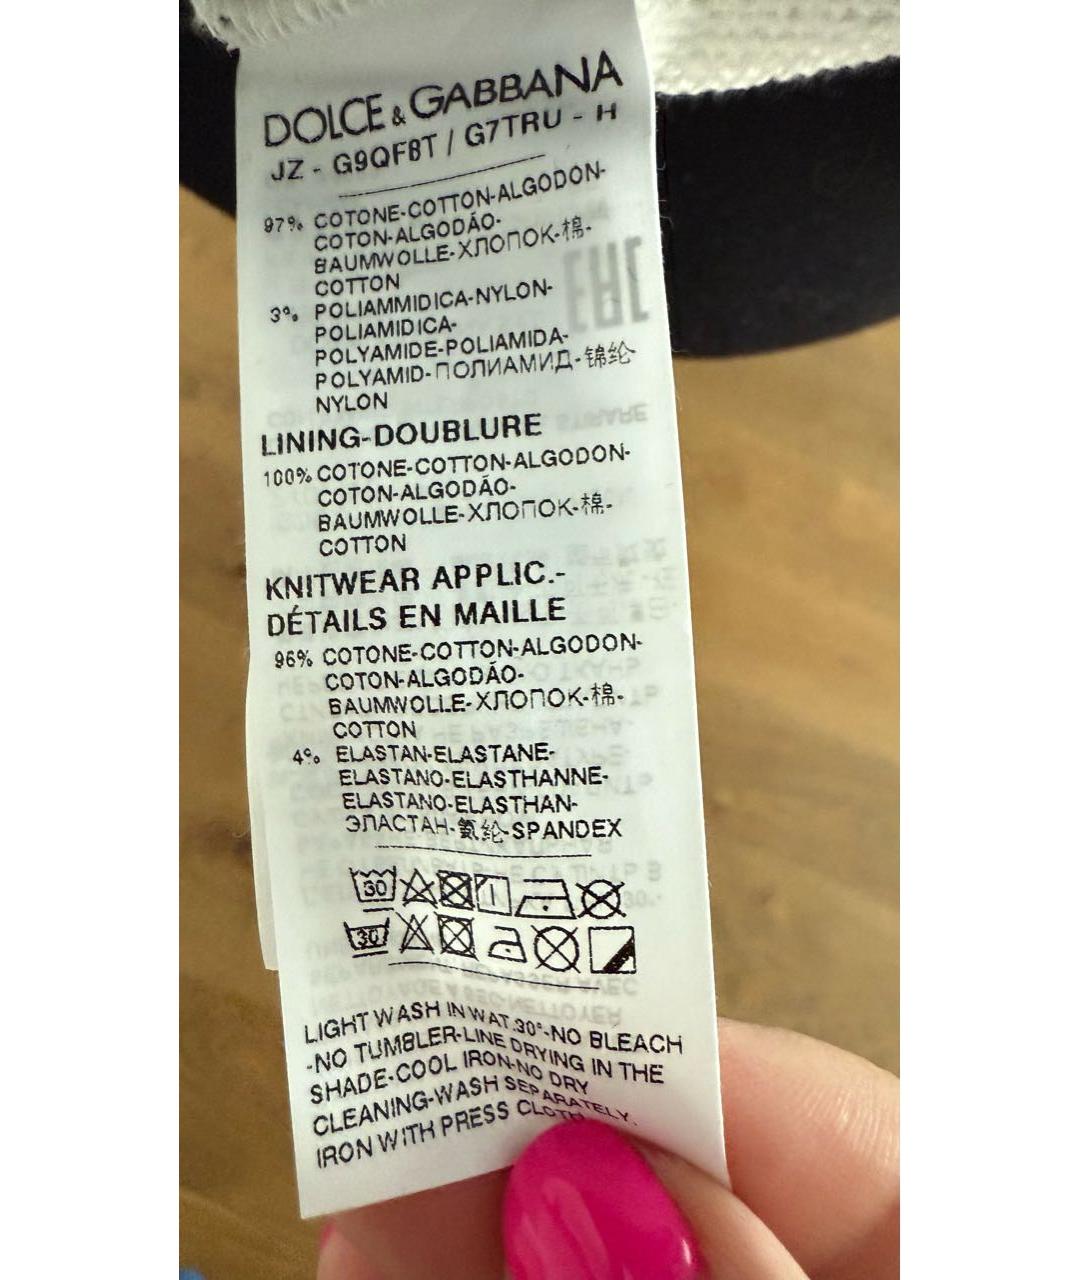 DOLCE & GABBANA
JZ - G9QF8T / G7TRU - H
97% COTONE-COTTON-ALGODON-
COTON-ALGODÃO-
BAUMWOLLE-ХЛОПОК-棉-
COTTON
EAC
3% POLIAMMIDICA-NYLON-
POLIAMIDICA-
POLYAMIDE-POLIAMIDA-
POLYAMID-ПОЛИАМИД-锦纶-
NYLON
LINING-DOUBLURE
100% COTONE-COTTON-ALGODON-
COTON-ALGODÃO-
BAUMWOLLE-ХЛОПОК-棉-
COTTON
KNITWEAR APPLIC.-
DÉTAILS EN MAILLE
96% COTONE-COTTON-ALGODON-
COTON-ALGODÃO-
BAUMWOLLE-ХЛОПОК-棉-
COTTON
4% ELASTAN-ELASTANE-
ELASTANO-ELASTHANNE-
ELASTANO-ELASTHAN-
ЭЛАСТАН-氨纶-SPANDEX
30
30
LIGHT WASH IN WAT.30°-NO BLEACH
-NO TUMBLER-LINE DRYING IN THE
SHADE-COOL IRON-NO DRY
CLEANING-WASH SEPARATELY.
IRON WITH PRESS CLOTH